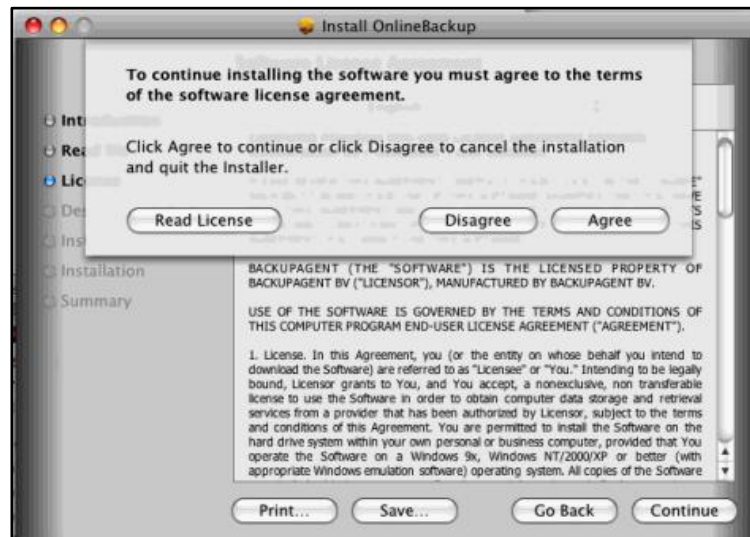 Install OnlineBackup
Software License Agreement
To continue installing the software you must agree to the terms
of the software license agreement.
English
Click Agree to continue or click Disagree to cancel the installation
and quit the Installer.
Read License
Disagree
Agree
Int
Rea
Lic
Des
Inst
Installation
Summary
BACKUPAGENT (THE "SOFTWARE") IS THE LICENSED PROPERTY OF
BACKUPAGENT BV ("LICENSOR"), MANUFACTURED BY BACKUPAGENT BV.
USE OF THE SOFTWARE IS GOVERNED BY THE TERMS AND CONDITIONS OF
THIS COMPUTER PROGRAM END-USER LICENSE AGREEMENT ("AGREEMENT").
1. License. In this Agreement, you (or the entity on whose behalf you intend to
download the Software) are referred to as "Licensee" or "You." Intending to be legally
bound, Licensor grants to You, and You accept, a nonexclusive, non transferable
license to use the Software in order to obtain computer data storage and retrieval
services from a provider that has been authorized by Licensor, subject to the terms
and conditions of this Agreement. You are permitted to install the Software on the
hard drive system within your own personal or business computer, provided that You
operate the Software on a Windows 9x, Windows NT/2000/XP or better (with
appropriate Windows emulation software) operating system. All copies of the Software
Print...
Save...
Go Back
Continue